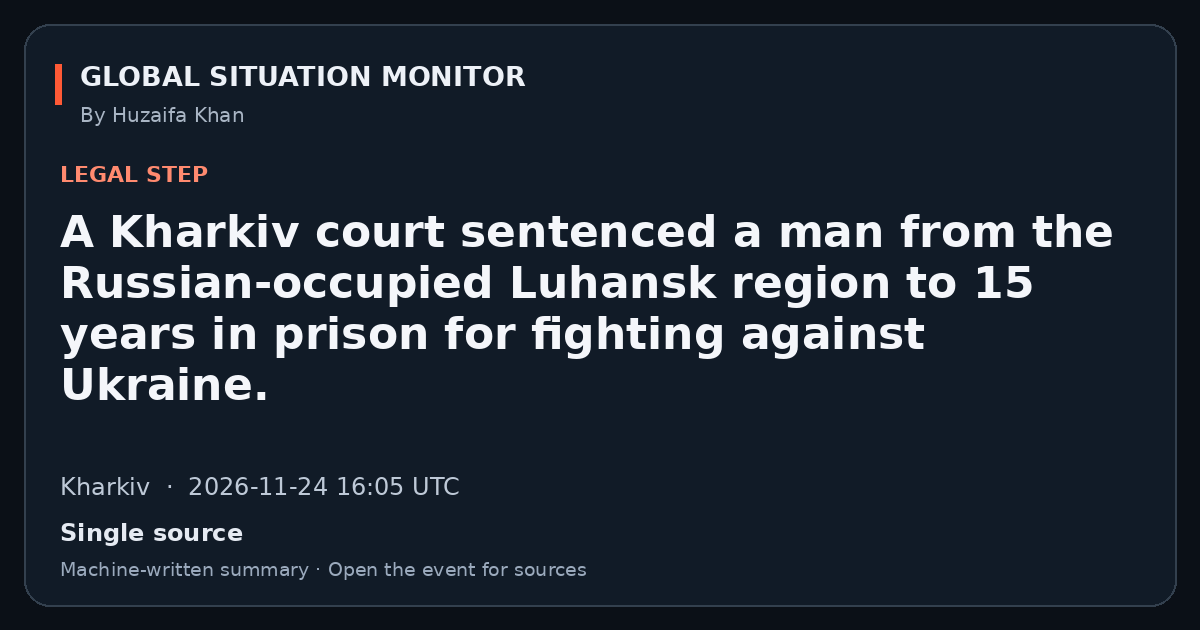 GLOBAL SITUATION MONITOR
By Huzaifa Khan
LEGAL STEP
A Kharkiv court sentenced a man from the
Russian-occupied Luhansk region to 15
years in prison for fighting against
Ukraine.
Kharkiv · 2026-11-24 16:05 UTC
Single source
Machine-written summary · Open the event for sources